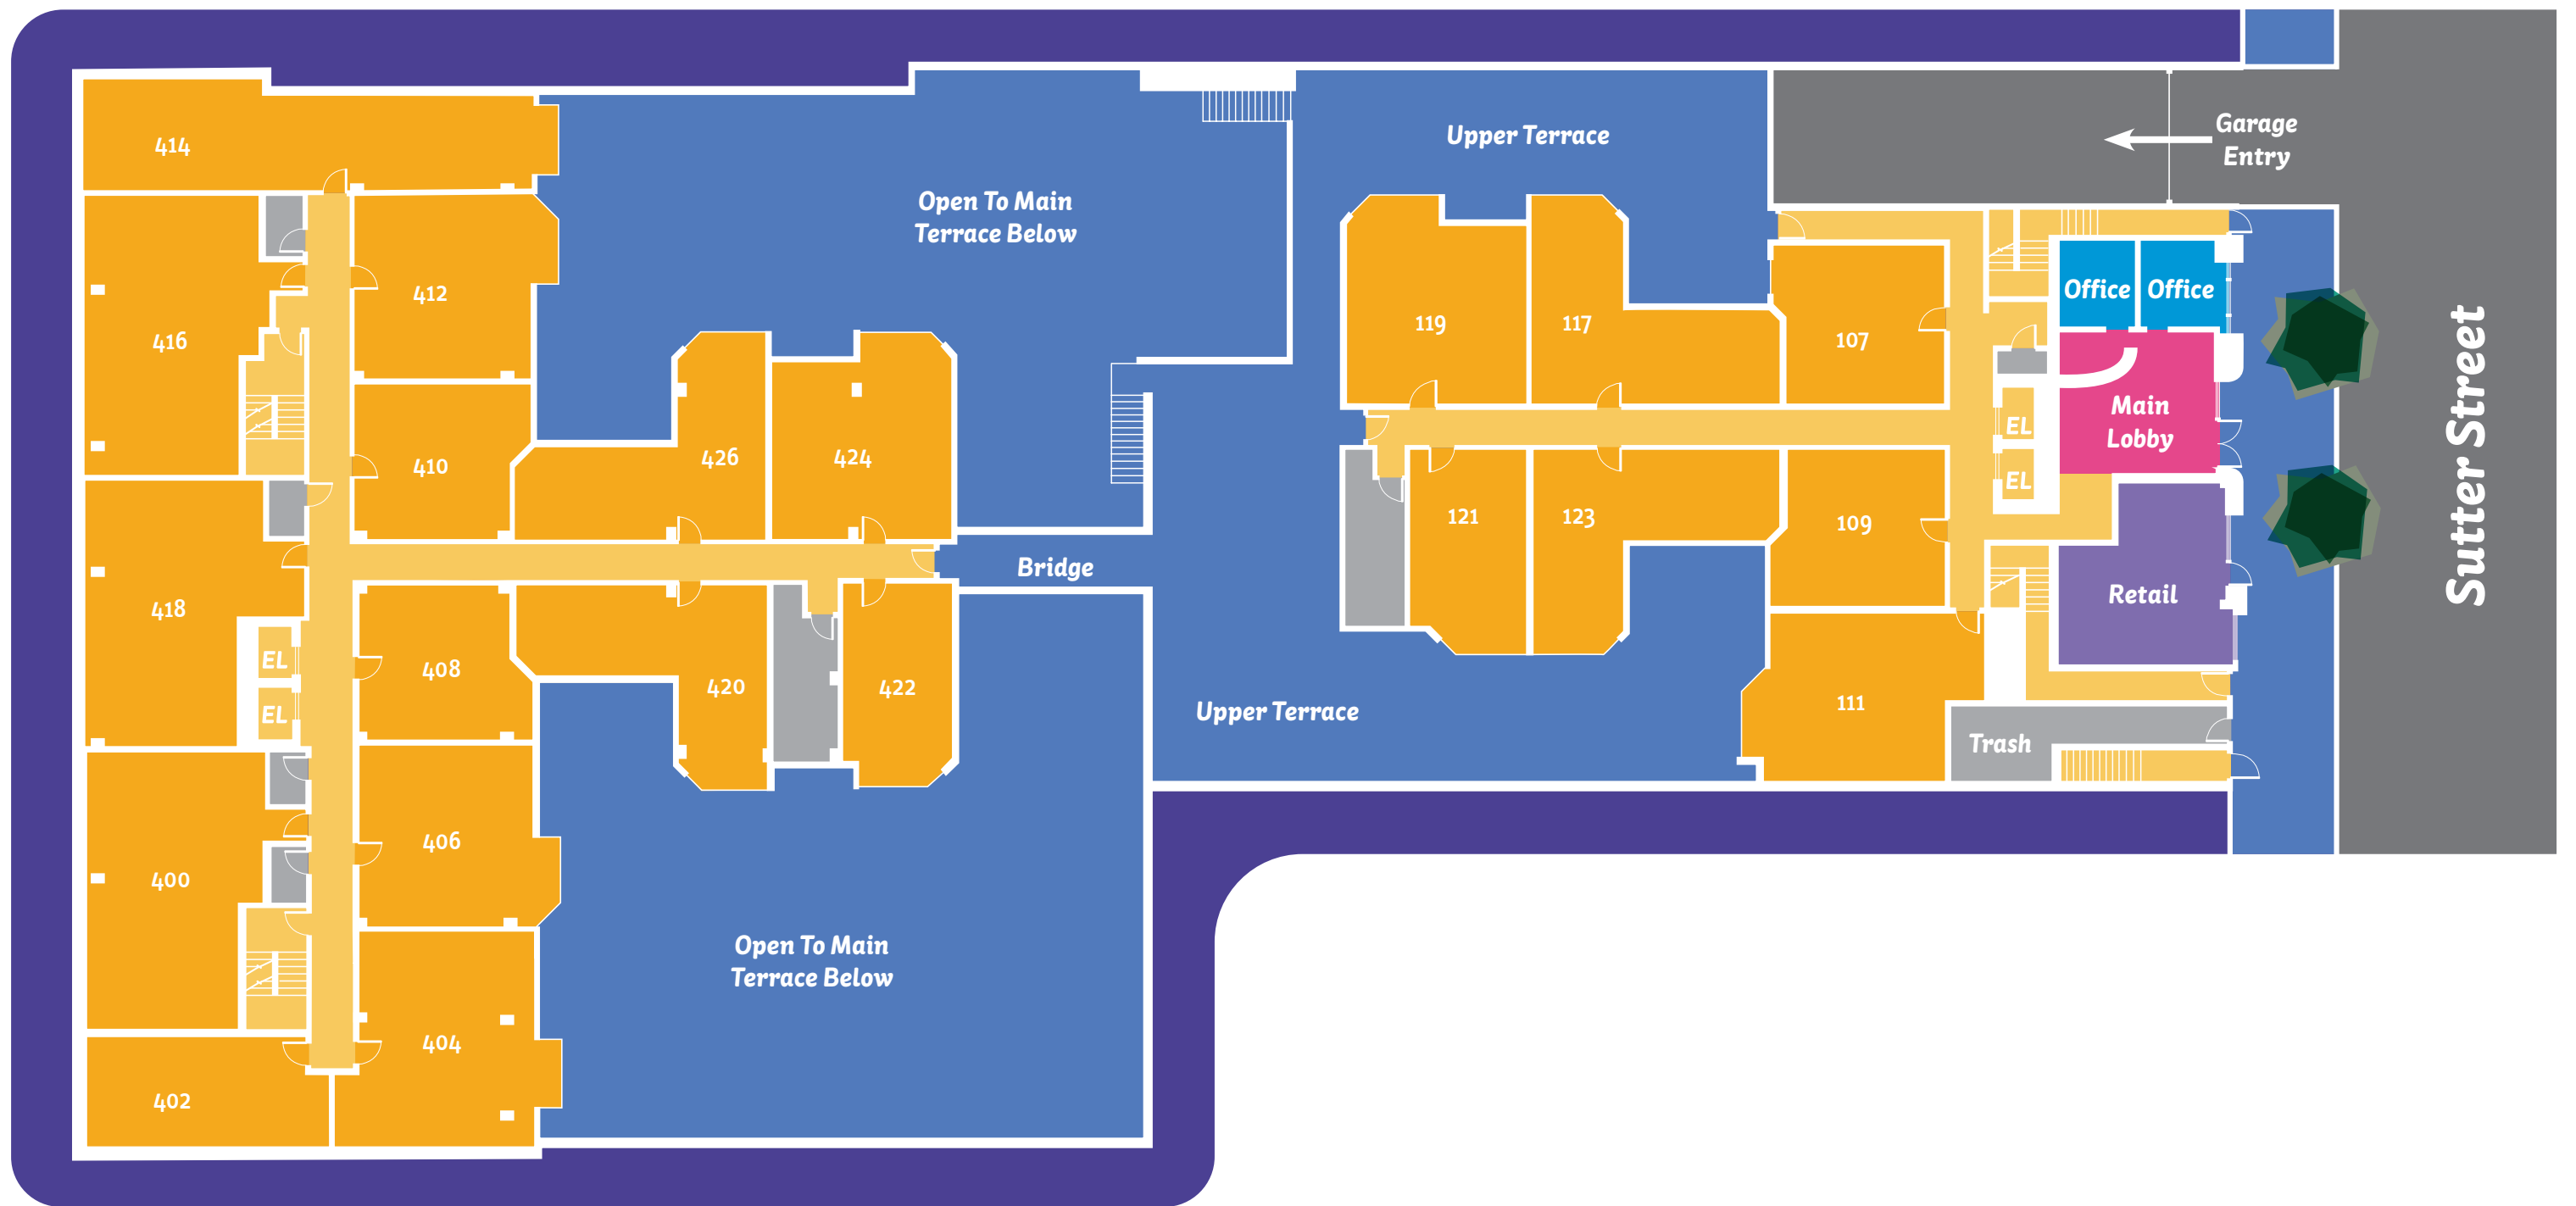 Garage
Entry
Upper Terrace
414
Open To Main
Terrace Below
412
Office
Office
119
117
107
416
Main
Lobby
EL
EL
Sutter Street
410
426
424
121
123
109
Bridge
Retail
418
EL
EL
408
420
422
Upper Terrace
111
Trash
406
400
Open To Main
Terrace Below
404
402